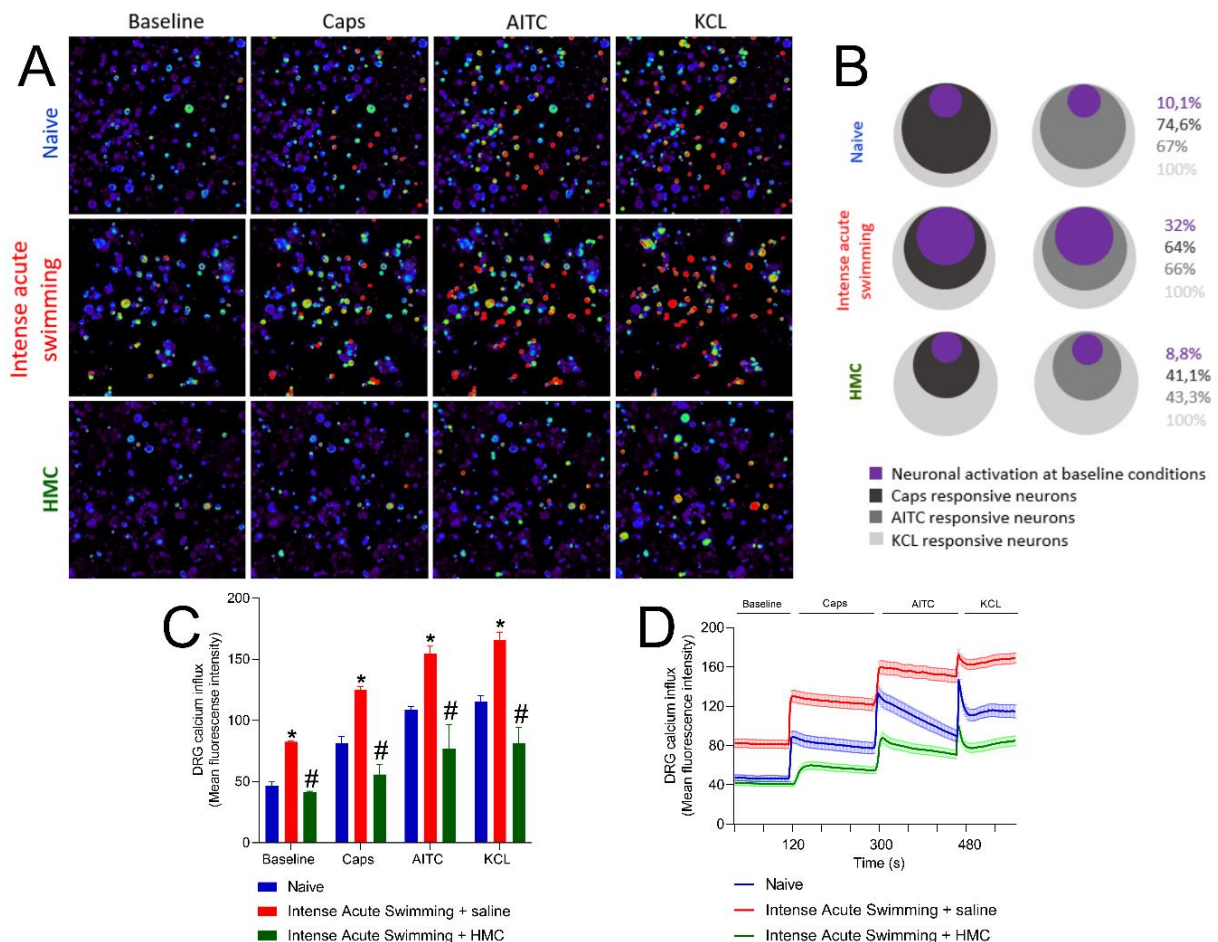 A
Baseline
Caps
AITC
KCL
Naive
Intense acute
swimming
HMC
B
Naive
10,1%
74,6%
67%
100%
Intense acute
swimming
32%
64%
66%
100%
HMC
8,8%
41,1%
43,3%
100%
Neuronal activation at baseline conditions
Caps responsive neurons
AITC responsive neurons
KCL responsive neurons
C
DRG calcium influx
(Mean fluorescense intensity)
200
150
100
50
0
*
#
*
#
*
#
*
#
Baseline
Caps
AITC
KCL
Naive
Intense Acute Swimming + saline
Intense Acute Swimming + HMC
D
Baseline
Caps
AITC
KCL
DRG calcium influx
(Mean fluorescence intensity)
200
160
120
80
40
0
120
300
480
Time (s)
Naive
Intense Acute Swimming + saline
Intense Acute Swimming + HMC